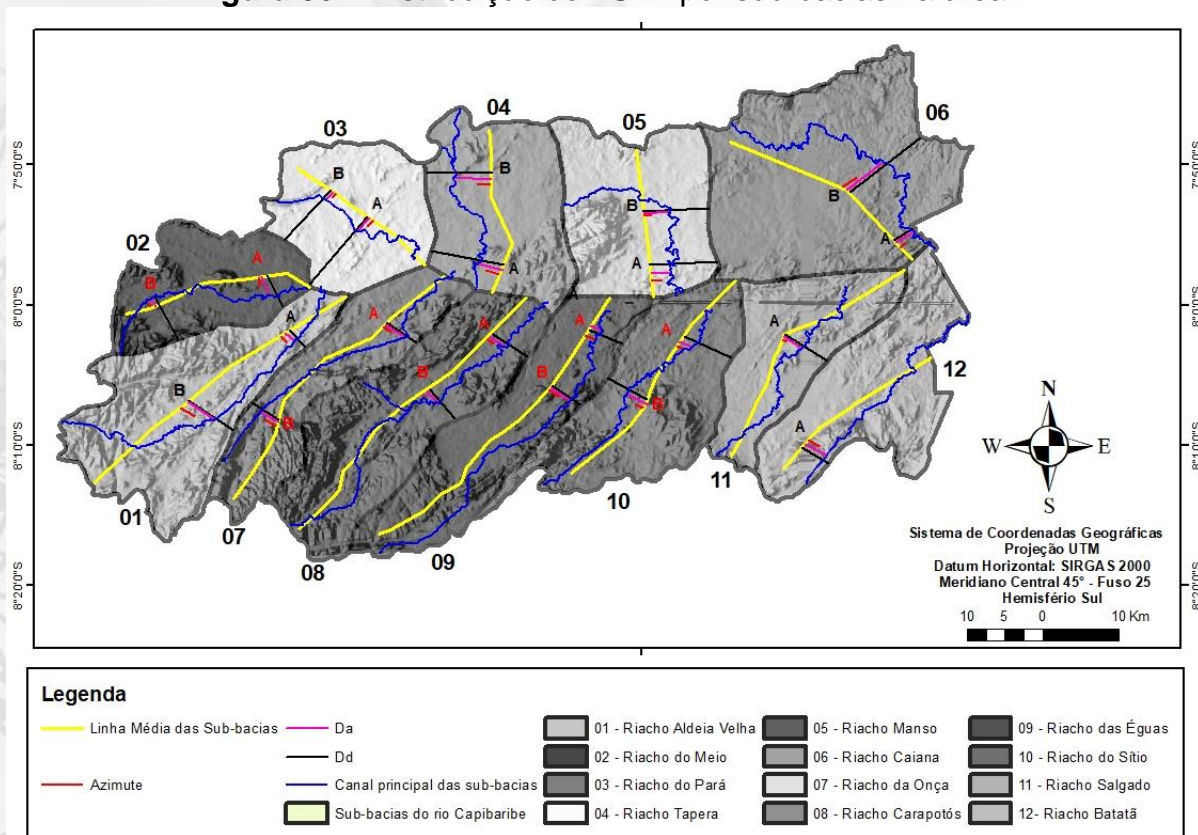 por sub-bacias na área
04
06
05
03
02
B
A
B
A
B
A
B
A
A
B
A
B
A
B
A
B
A
B
A
B
A
A
01
07
08
09
10
11
12
7°50'0"S
8°0'0"S
8°10'0"S
8°20'0"S
7°50'0"S
8°0'0"S
8°10'0"S
8°20'0"S
N
W
E
S
Sistema de Coordenadas Geográficas
Projeção UTM
Datum Horizontal: SIRGAS 2000
Meridiano Central 45° - Fuso 25
Hemisfério Sul
10 5 0 10 Km
Legenda
Linha Média das Sub-bacias
Azimute
Da
Dd
Canal principal das sub-bacias
Sub-bacias do rio Capibaribe
01 - Riacho Aldeia Velha
02 - Riacho do Meio
03 - Riacho do Pará
04 - Riacho Tapera
05 - Riacho Manso
06 - Riacho Caiana
07 - Riacho da Onça
08 - Riacho Carapotós
09 - Riacho das Éguas
10 - Riacho do Sítio
11 - Riacho Salgado
12- Riacho Batatã